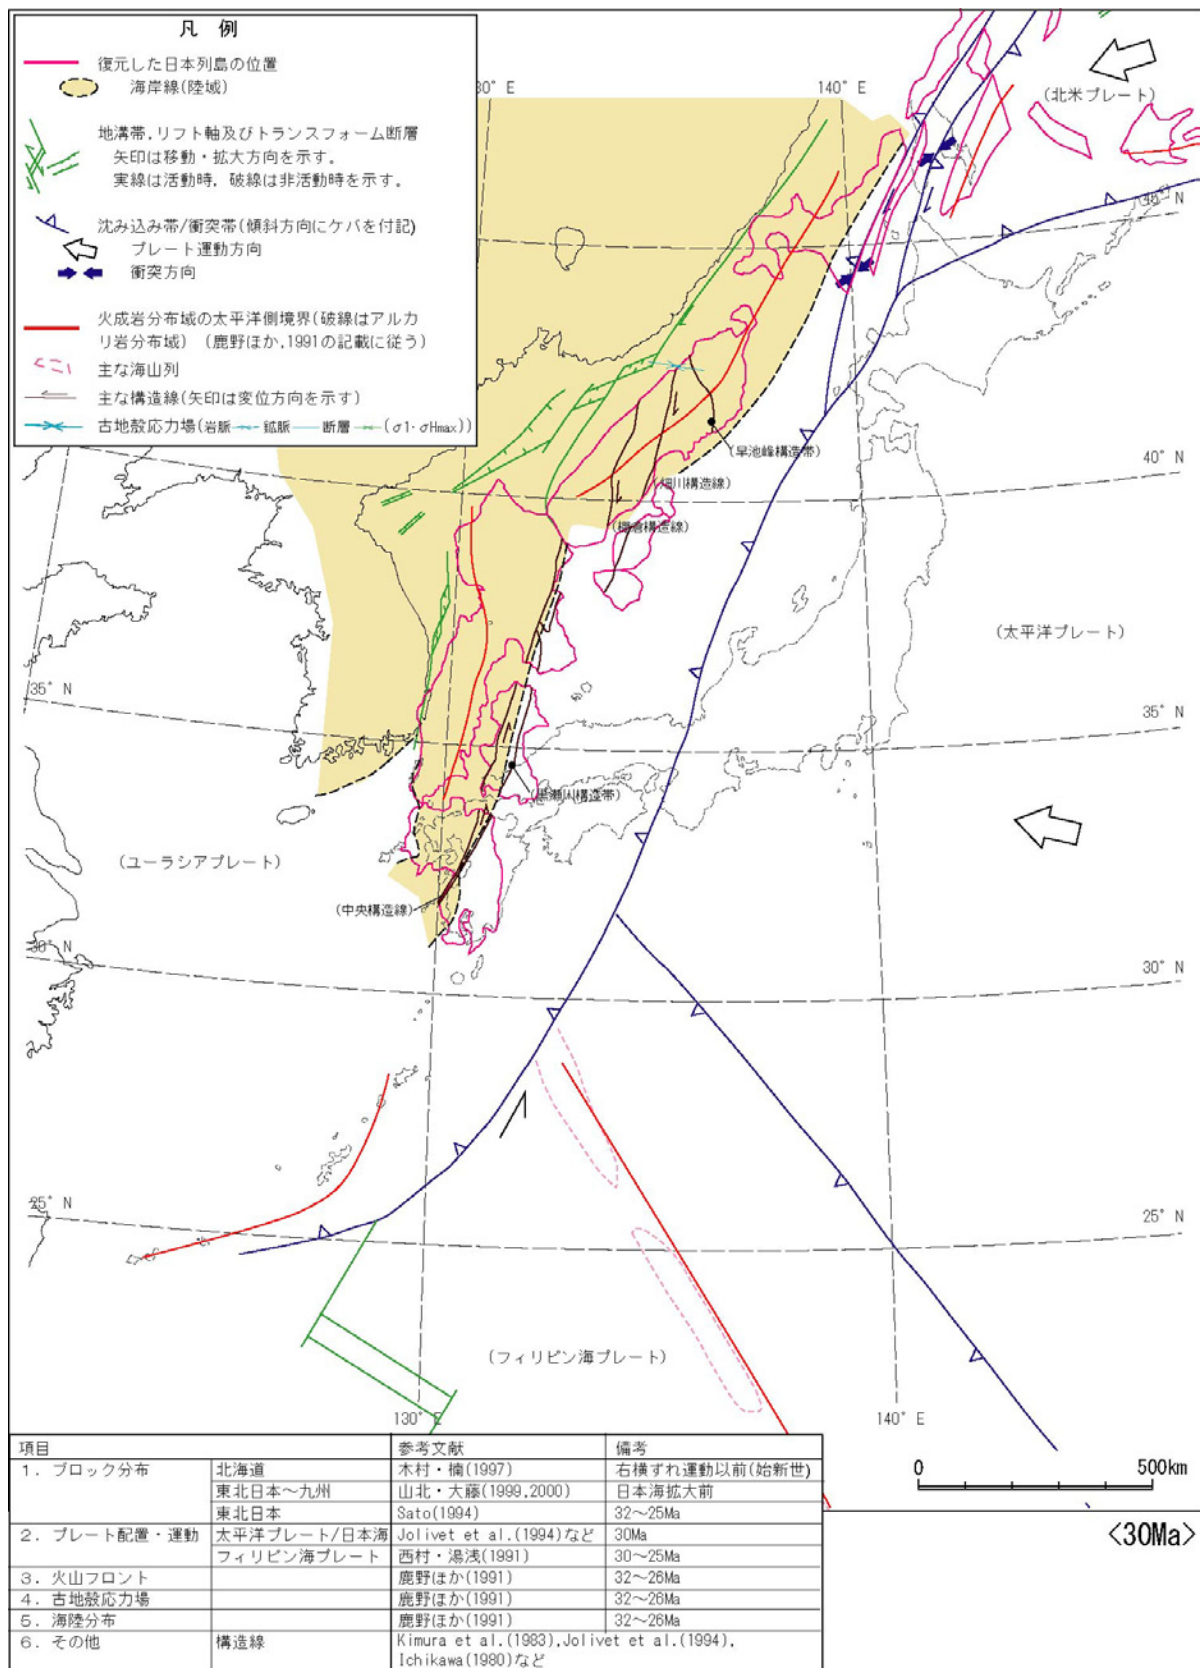 凡 例
復元した日本列島の位置
海岸線(陸域)
地溝帯,リフト軸及びトランスフォーム断層
矢印は移動・拡大方向を示す。
実線は活動時, 破線は非活動時を示す。
沈み込み帯/衝突帯(傾斜方向にケバを付記)
プレート運動方向
衝突方向
火成岩分布域の太平洋側境界(破線はアルカ
リ岩分布域) (鹿野ほか,1991の記載に従う)
主な海山列
主な構造線(矢印は変位方向を示す)
古地殻応力場(岩脈 鉱脈 断層 (σ1・σHmax))
30° E
140° E
(北米プレート)
45° N
40° N
(早池峰構造帯)
(畑川構造線)
(棚倉構造線)
(太平洋プレート)
35° N
35° N
(黒瀬川構造帯)
(ユーラシアプレート)
(中央構造線)
30° N
30° N
25° N
25° N
(フィリピン海プレート)
130° E
140° E
項目 参考文献 備考
1. ブロック分布 北海道 木村・楠(1997) 右横ずれ運動以前(始新世)
東北日本〜九州 山北・大藤(1999,2000) 日本海拡大前
東北日本 Sato(1994) 32〜25Ma
2. プレート配置・運動 太平洋プレート/日本海 Jolivet et al.(1994)など 30Ma
フィリピン海プレート 西村・湯浅(1991) 30〜25Ma
3. 火山フロント 鹿野ほか(1991) 32〜26Ma
4. 古地殻応力場 鹿野ほか(1991) 32〜26Ma
5. 海陸分布 鹿野ほか(1991) 32〜26Ma
6. その他 構造線 Kimura et al.(1983),Jolivet et al.(1994),
Ichikawa(1980)など
0 500km
<30Ma>